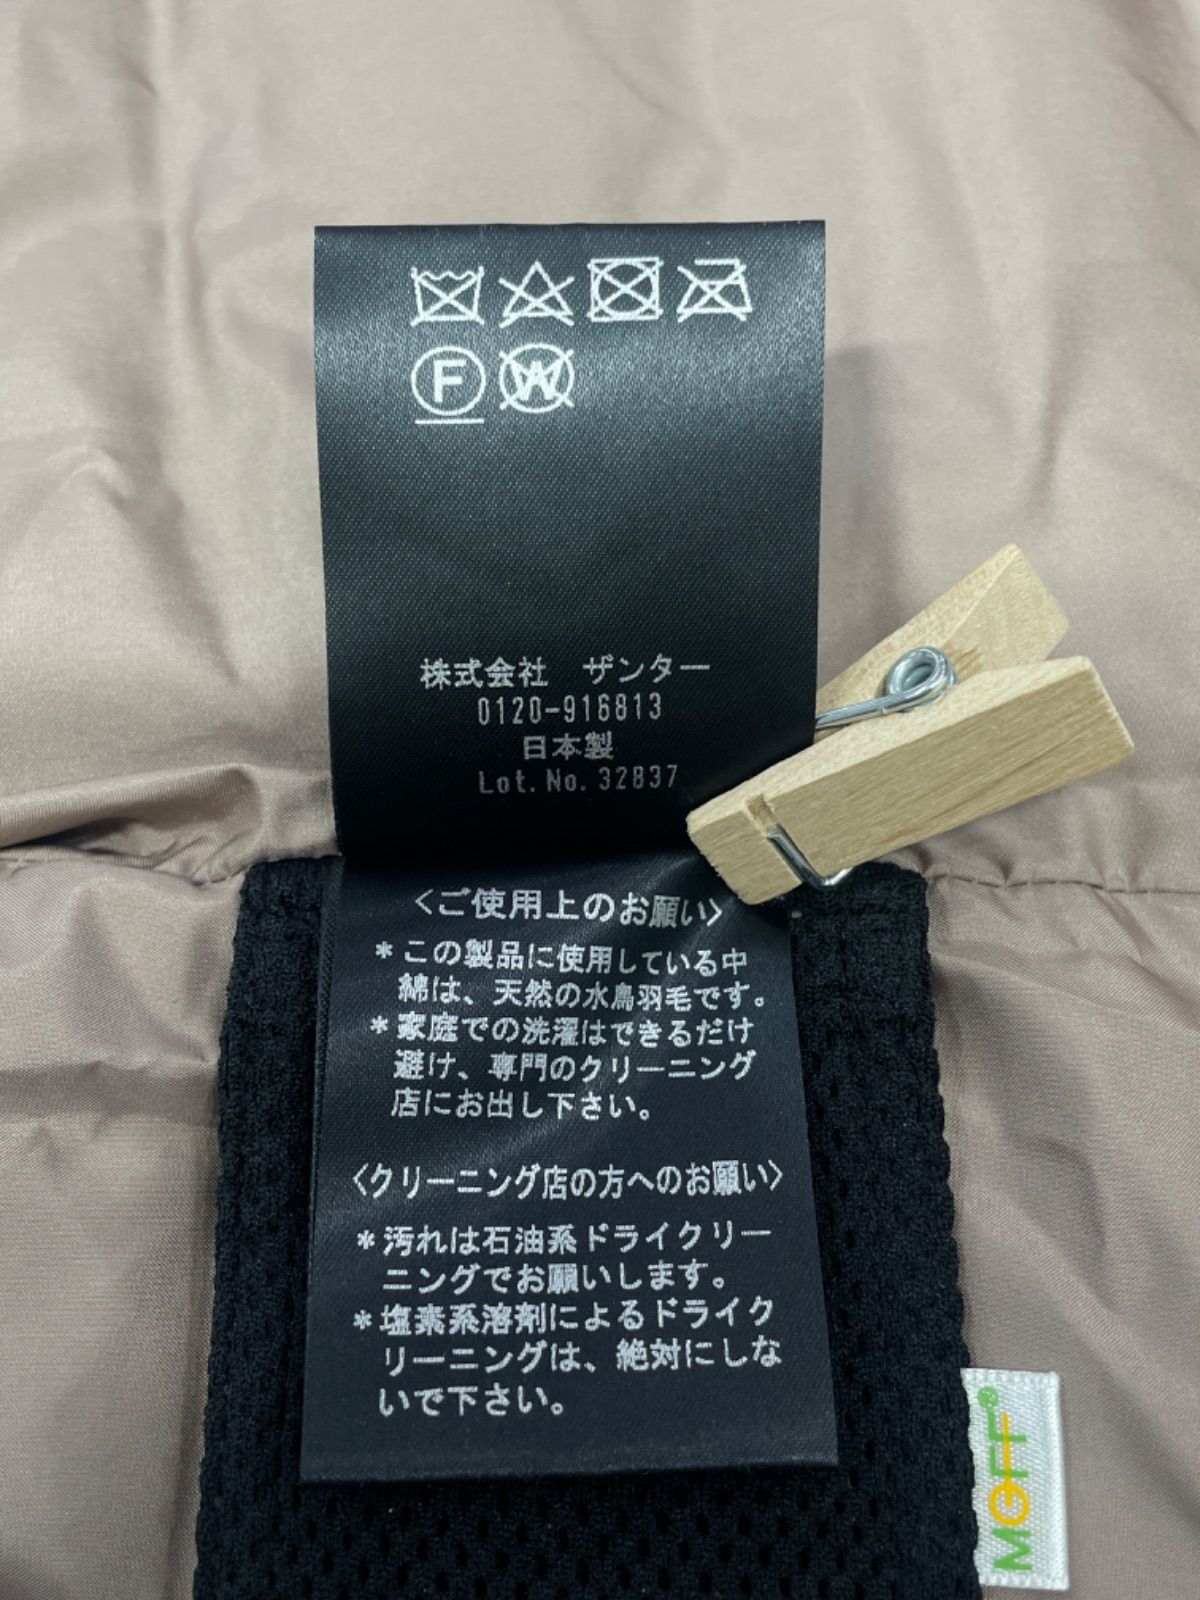 F W
株式会社 ザンター
0120-916813
日本製
Lot. No. 32837
〈ご使用上のお願い〉
*この製品に使用している中
綿は、天然の水鳥羽毛です。
*家庭での洗濯はできるだけ
避け、専門のクリーニング
店にお出し下さい。
〈クリーニング店の方へのお願い〉
*汚れは石油系ドライクリー
ニングでお願いします。
*塩素系溶剤によるドライク
リーニングは、絶対にしな
いで下さい。
MOFF®